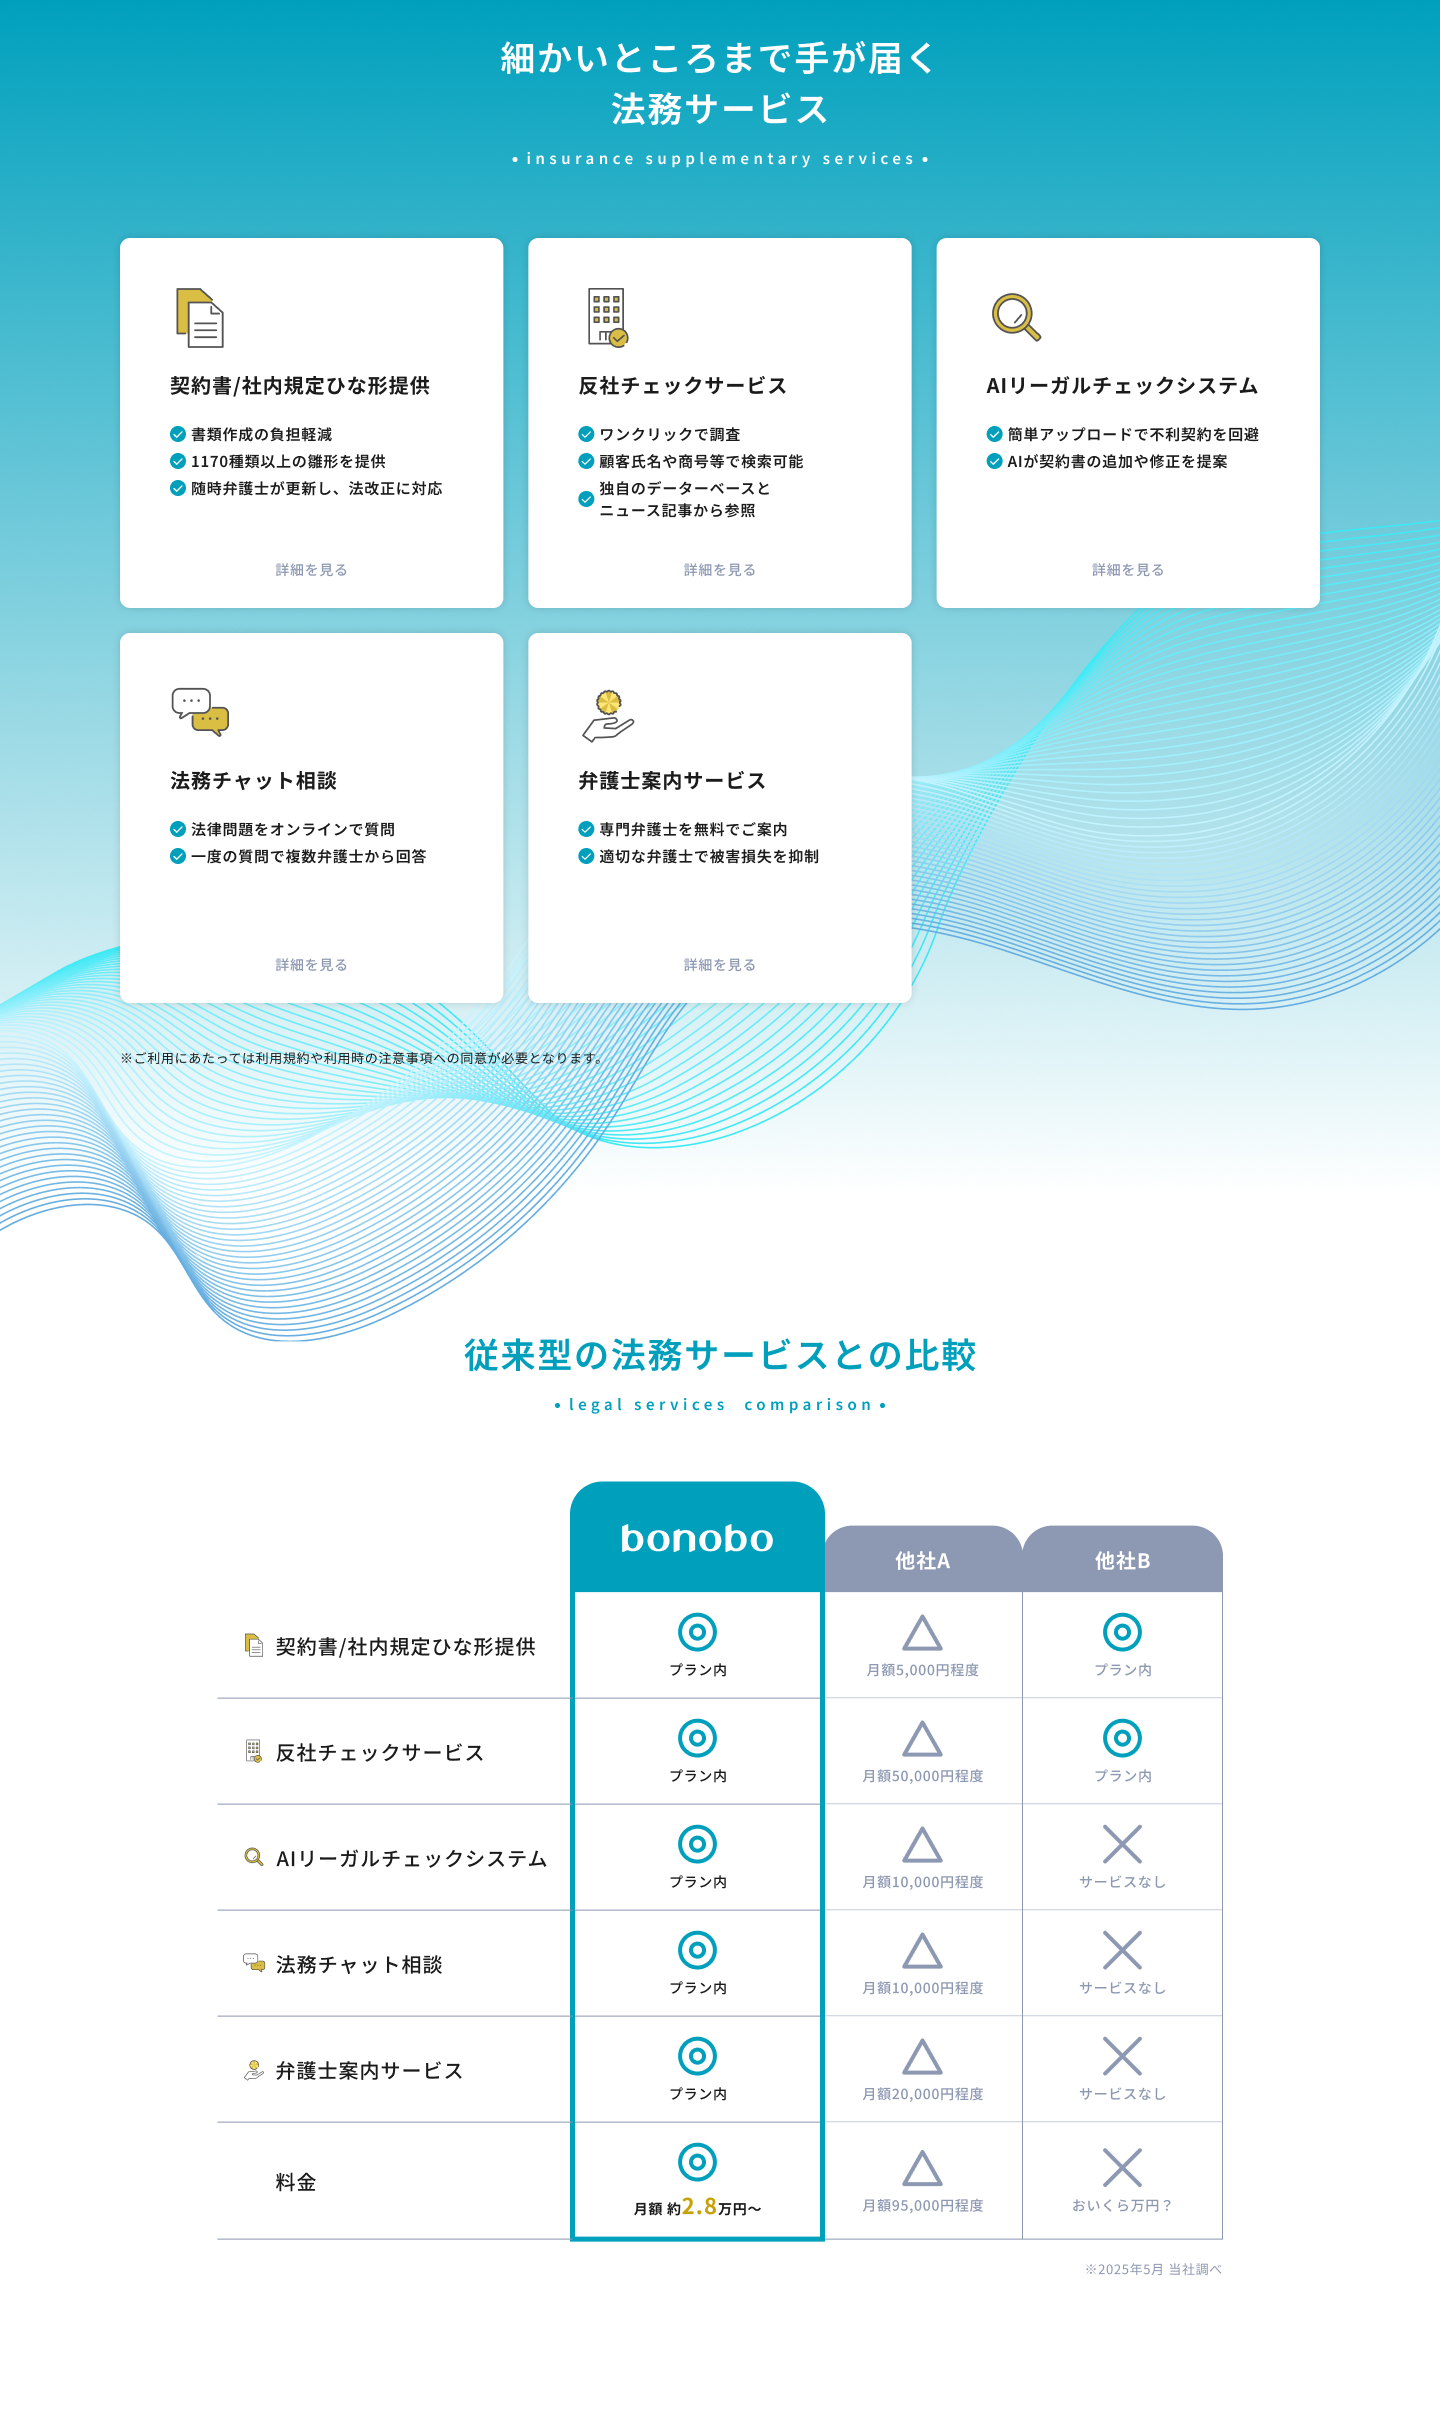 細かいところまで手が届く
法務サービス
• insurance supplementary services •
契約書/社内規定ひな形提供
書類作成の負担軽減
1170種類以上の雛形を提供
随時弁護士が更新し、法改正に対応
詳細を見る
反社チェックサービス
ワンクリックで調査
顧客氏名や商号等で検索可能
独自のデーターベースと
ニュース記事から参照
詳細を見る
AIリーガルチェックシステム
簡単アップロードで不利契約を回避
AIが契約書の追加や修正を提案
詳細を見る
法務チャット相談
法律問題をオンラインで質問
一度の質問で複数弁護士から回答
詳細を見る
弁護士案内サービス
専門弁護士を無料でご案内
適切な弁護士で被害損失を抑制
詳細を見る
※ご利用にあたっては利用規約や利用時の注意事項への同意が必要となります。
従来型の法務サービスとの比較
• legal services comparison •
bonobo
他社A
他社B
契約書/社内規定ひな形提供
プラン内
月額5,000円程度
プラン内
反社チェックサービス
プラン内
月額50,000円程度
プラン内
AIリーガルチェックシステム
プラン内
月額10,000円程度
サービスなし
法務チャット相談
プラン内
月額10,000円程度
サービスなし
弁護士案内サービス
プラン内
月額20,000円程度
サービスなし
料金
月額 約2.8万円〜
月額95,000円程度
おいくら万円？
※2025年5月 当社調べ